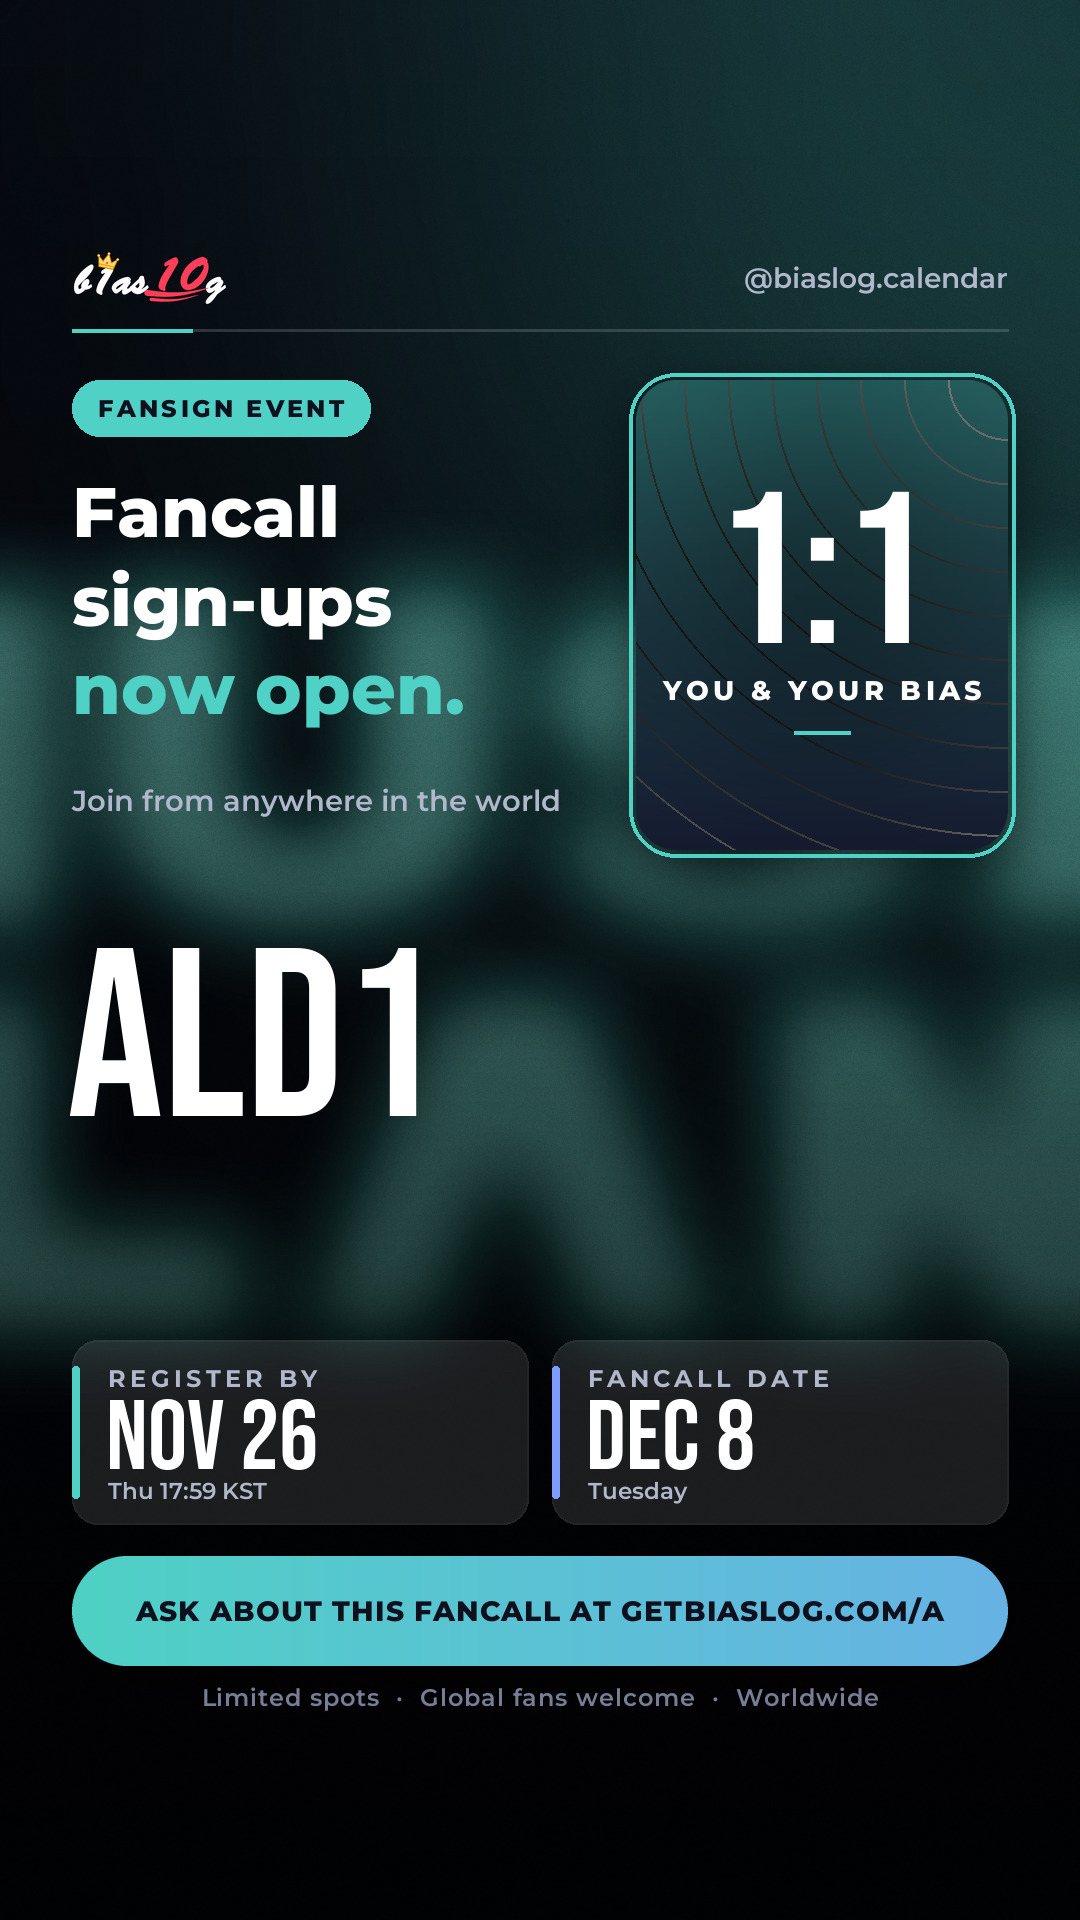 b1as10g
@biaslog.calendar
FANSIGN EVENT
Fancall
sign-ups
now open.
Join from anywhere in the world
1:1
YOU & YOUR BIAS
ALD1
REGISTER BY
NOV 26
Thu 17:59 KST
FANCALL DATE
DEC 8
Tuesday
ASK ABOUT THIS FANCALL AT GETBIASLOG.COM/A
Limited spots · Global fans welcome · Worldwide